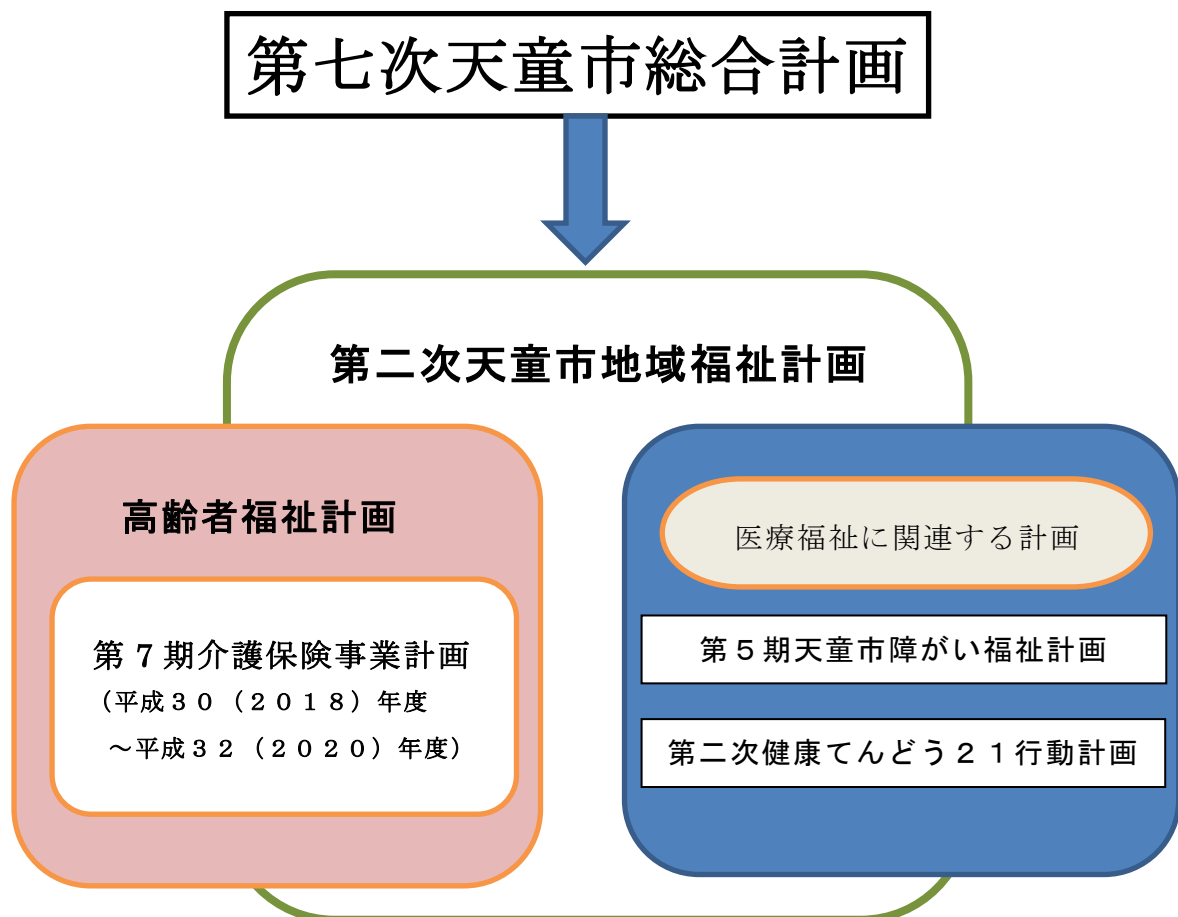 第七次天童市総合計画
第二次天童市地域福祉計画
高齢者福祉計画
第７期介護保険事業計画
（平成３０（２０１８）年度
～平成３２（２０２０）年度）
医療福祉に関連する計画
第５期天童市障がい福祉計画
第二次健康てんどう２１行動計画